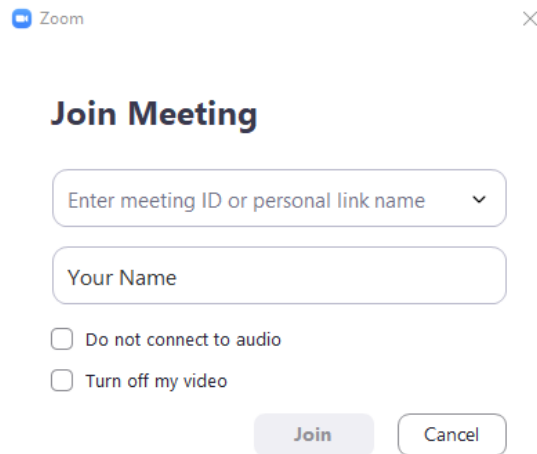 Zoom
Join Meeting
Enter meeting ID or personal link name
Your Name
Do not connect to audio
Turn off my video
Join Cancel